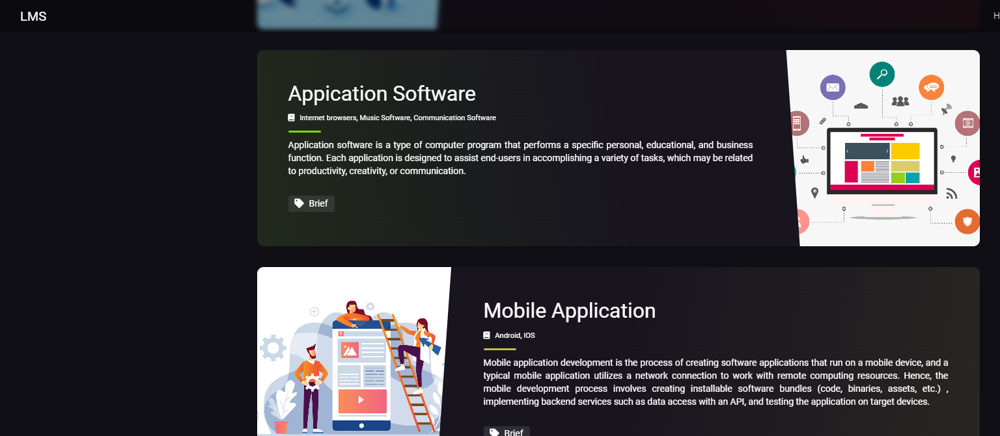 LMS
H
Appication Software
Internet browsers, Music Software, Communication Software
Application software is a type of computer program that performs a specific personal, educational, and business
function. Each application is designed to assist end-users in accomplishing a variety of tasks, which may be related
to productivity, creativity, or communication.
Brief
Mobile Application
Android, IOS
Mobile application development is the process of creating software applications that run on a mobile device, and a
typical mobile application utilizes a network connection to work with remote computing resources. Hence, the
mobile development process involves creating installable software bundles (code, binaries, assets, etc.) ,
implementing backend services such as data access with an API, and testing the application on target devices.
Brief